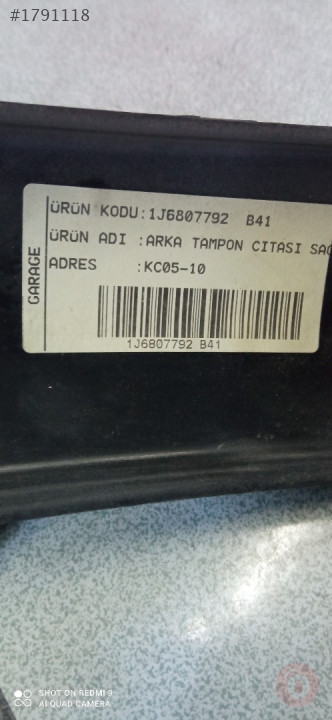 #1791118
ÜRÜN KODU:1J6807792 B41
ÜRÜN ADI :ARKA TAMPON CITASI SAĞ
ADRES :KC05-10
GARAGE
1J6807792 B41
SHOT ON REDMI 9
AI QUAD CAMERA